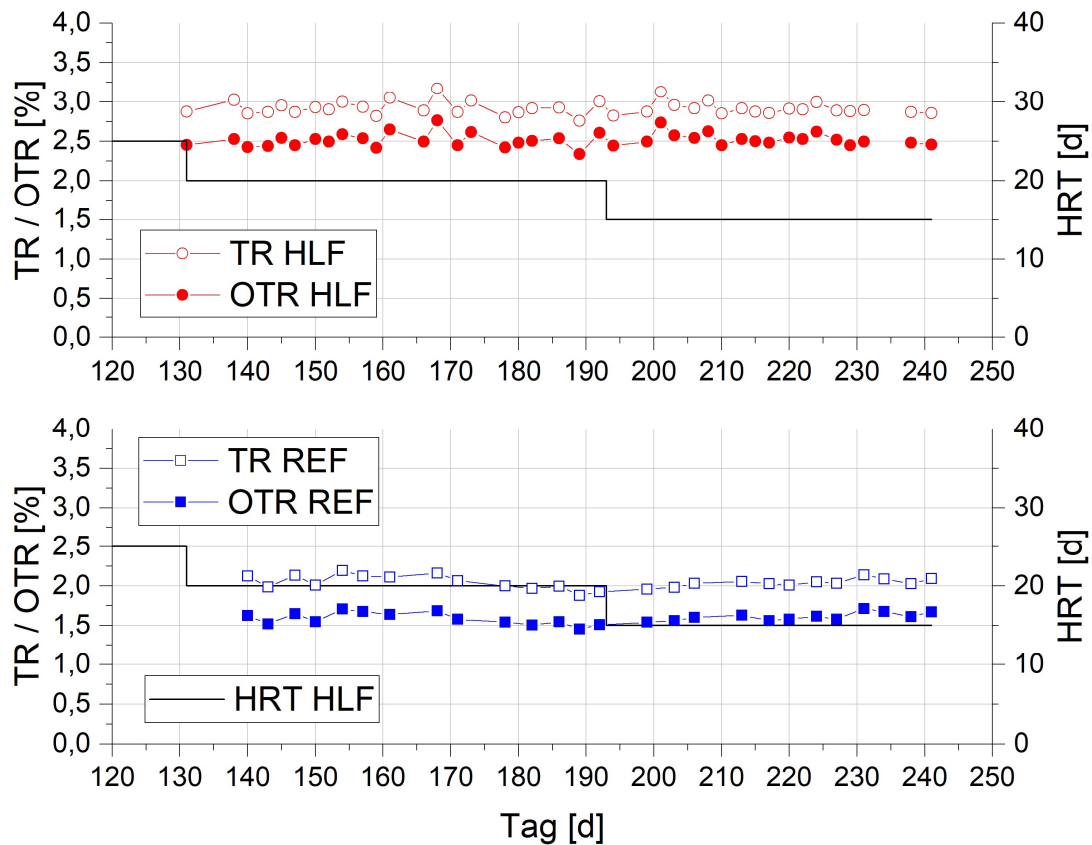 TR / OTR [%]
4,0
3,5
3,0
2,5
2,0
1,5
1,0
0,5
0,0
TR HLF
OTR HLF
40
30
20
10
0
HRT [d]
120 130 140 150 160 170 180 190 200 210 220 230 240 250
TR / OTR [%]
4,0
3,5
3,0
2,5
2,0
1,5
1,0
0,5
0,0
TR REF
OTR REF
HRT HLF
40
30
20
10
0
HRT [d]
120 130 140 150 160 170 180 190 200 210 220 230 240 250
Tag [d]